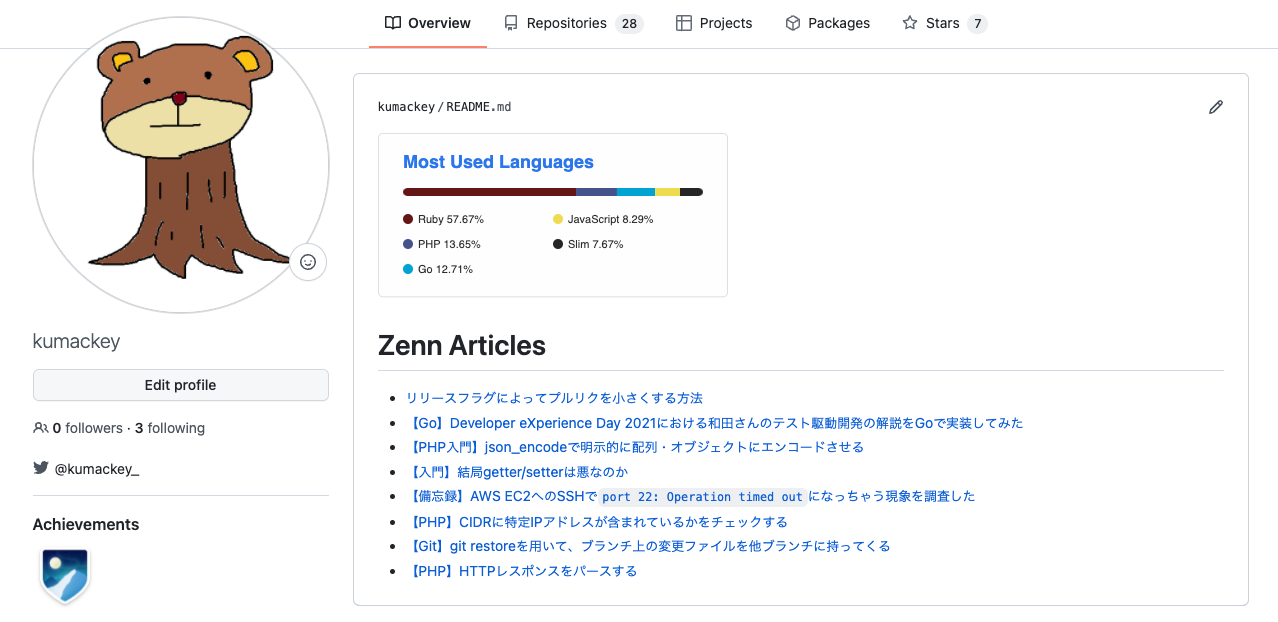 Overview
Repositories 28
Projects
Packages
Stars 7
kumackey
Edit profile
0 followers · 3 following
@kumackey_
Achievements
kumackey / README.md
Most Used Languages
Ruby 57.67%
JavaScript 8.29%
PHP 13.65%
Slim 7.67%
Go 12.71%
Zenn Articles
リリースフラグによってプルリクを小さくする方法
【Go】Developer eXperience Day 2021における和田さんのテスト駆動開発の解説をGoで実装してみた
【PHP入門】json_encodeで明示的に配列・オブジェクトにエンコードさせる
【入門】結局getter/setterは悪なのか
【備忘録】AWS EC2へのSSHで port 22: Operation timed out になっちゃう現象を調査した
【PHP】CIDRに特定IPアドレスが含まれているかをチェックする
【Git】git restoreを用いて、ブランチ上の変更ファイルを他ブランチに持ってくる
【PHP】HTTPレスポンスをパースする